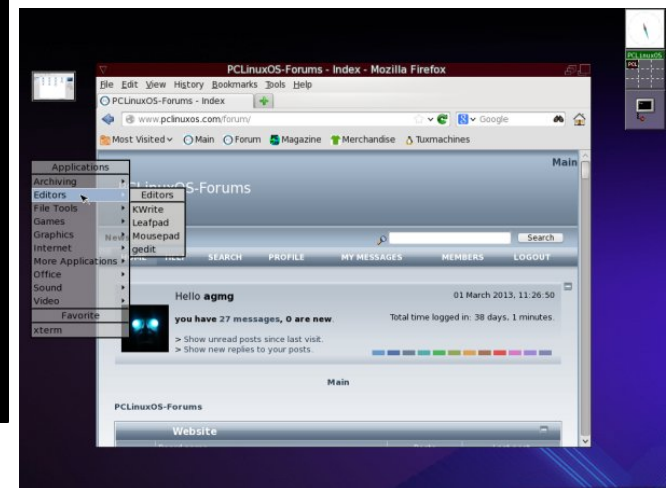 PCLinuxOS-Forums - Index - Mozilla Firefox
File Edit View History Bookmarks Tools Help
PCLinuxOS-Forums - Index
www.pclinuxos.com/forum/
Google
Most Visited Main Forum Magazine Merchandise Tuxmachines
Main
PCLinuxOS-Forums
Search
HELP SEARCH PROFILE MY MESSAGES MEMBERS LOGOUT
Hello agmg
01 March 2013, 11:26:50
you have 27 messages, 0 are new.
Total time logged in: 38 days, 1 minutes.
> Show unread posts since last visit.
> Show new replies to your posts.
Main
PCLinuxOS-Forums
Website
Applications
Archiving
Editors
File Tools
Games
Graphics
Internet
More Applications
Office
Sound
Video
Favorite
xterm
Editors
KWrite
Leafpad
Mousepad
gedit
PCLinuxOS
PCL